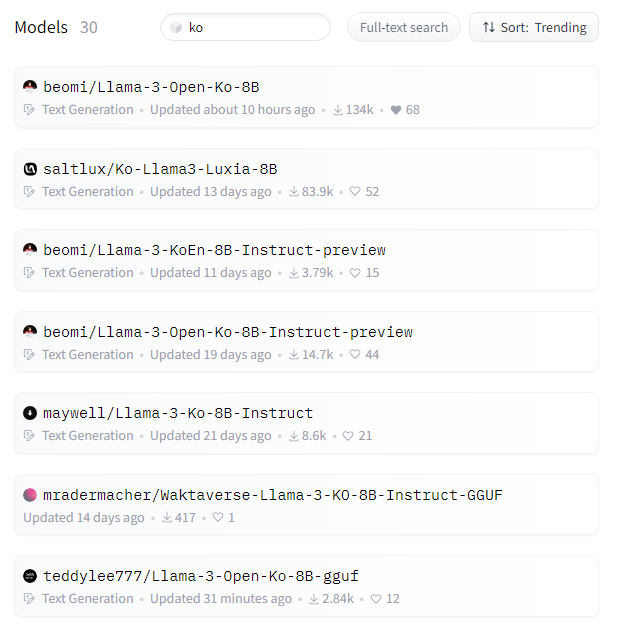 Models 30 ko Full-text search Sort: Trending
beomi/Llama-3-Open-Ko-8B
Text Generation • Updated about 10 hours ago • 134k • 68
saltlux/Ko-Llama3-Luxia-8B
Text Generation • Updated 13 days ago • 83.9k • 52
beomi/Llama-3-KoEn-8B-Instruct-preview
Text Generation • Updated 11 days ago • 3.79k • 15
beomi/Llama-3-Open-Ko-8B-Instruct-preview
Text Generation • Updated 19 days ago • 14.7k • 44
maywell/Llama-3-Ko-8B-Instruct
Text Generation • Updated 21 days ago • 8.6k • 21
mradermacher/Waktaverse-Llama-3-KO-8B-Instruct-GGUF
Updated 14 days ago • 417 • 1
teddylee777/Llama-3-Open-Ko-8B-gguf
Text Generation • Updated 31 minutes ago • 2.84k • 12